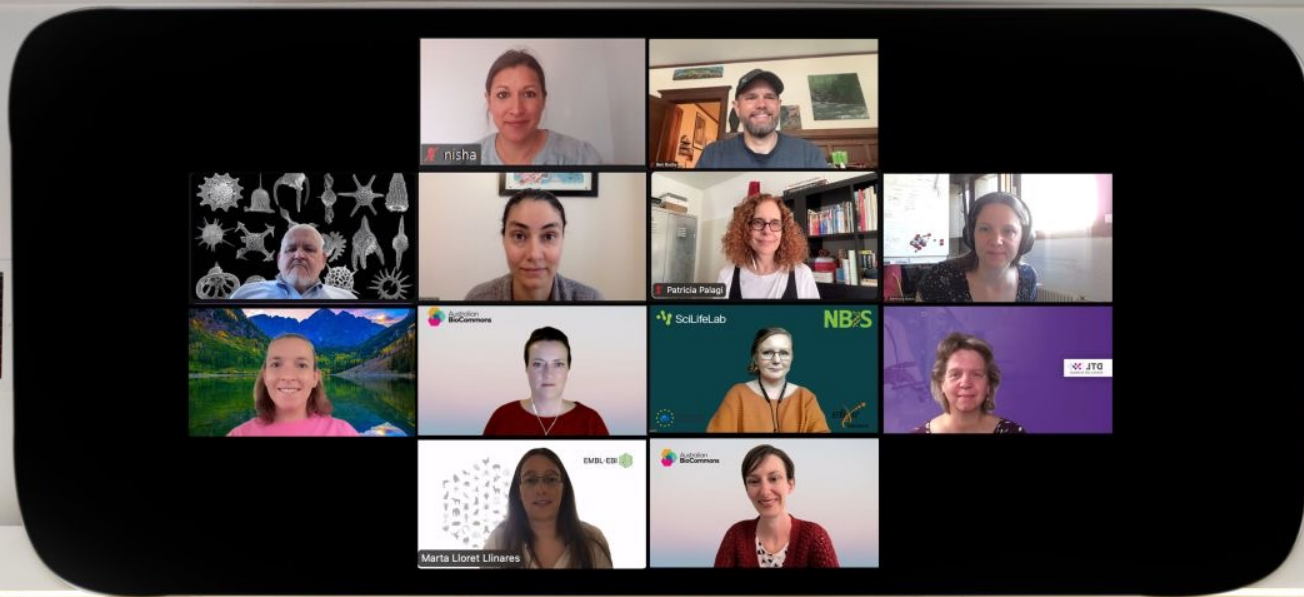 nisha
Patricia Palagi
Australian
BioCommons
SciLifeLab
NBIS
DTL
EMBL-EBI
Australian
BioCommons
Marta Lloret Llinares